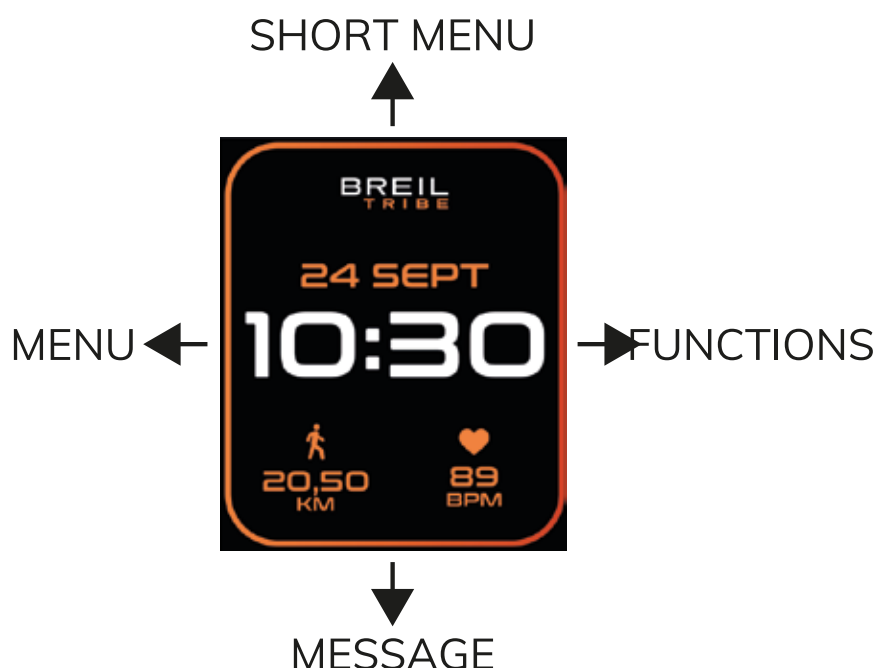 SHORT MENU
BREIL
TRIBE
24 SEPT
10:30
MENU
FUNCTIONS
20,50
KM
89
BPM
MESSAGE